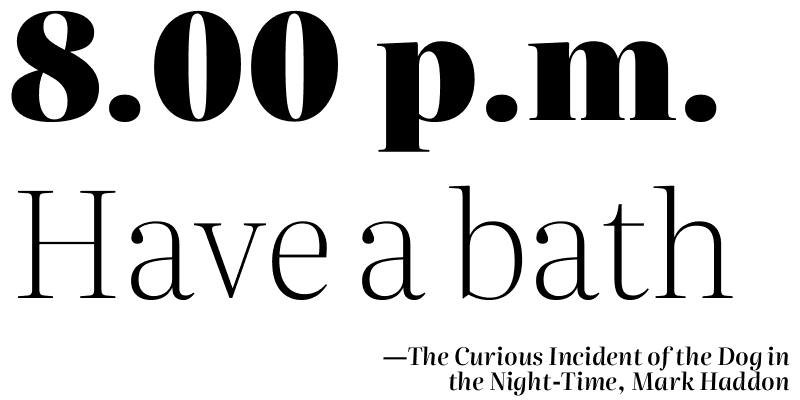 8.00 p.m.
Have a bath
—The Curious Incident of the Dog in
the Night-Time, Mark Haddon